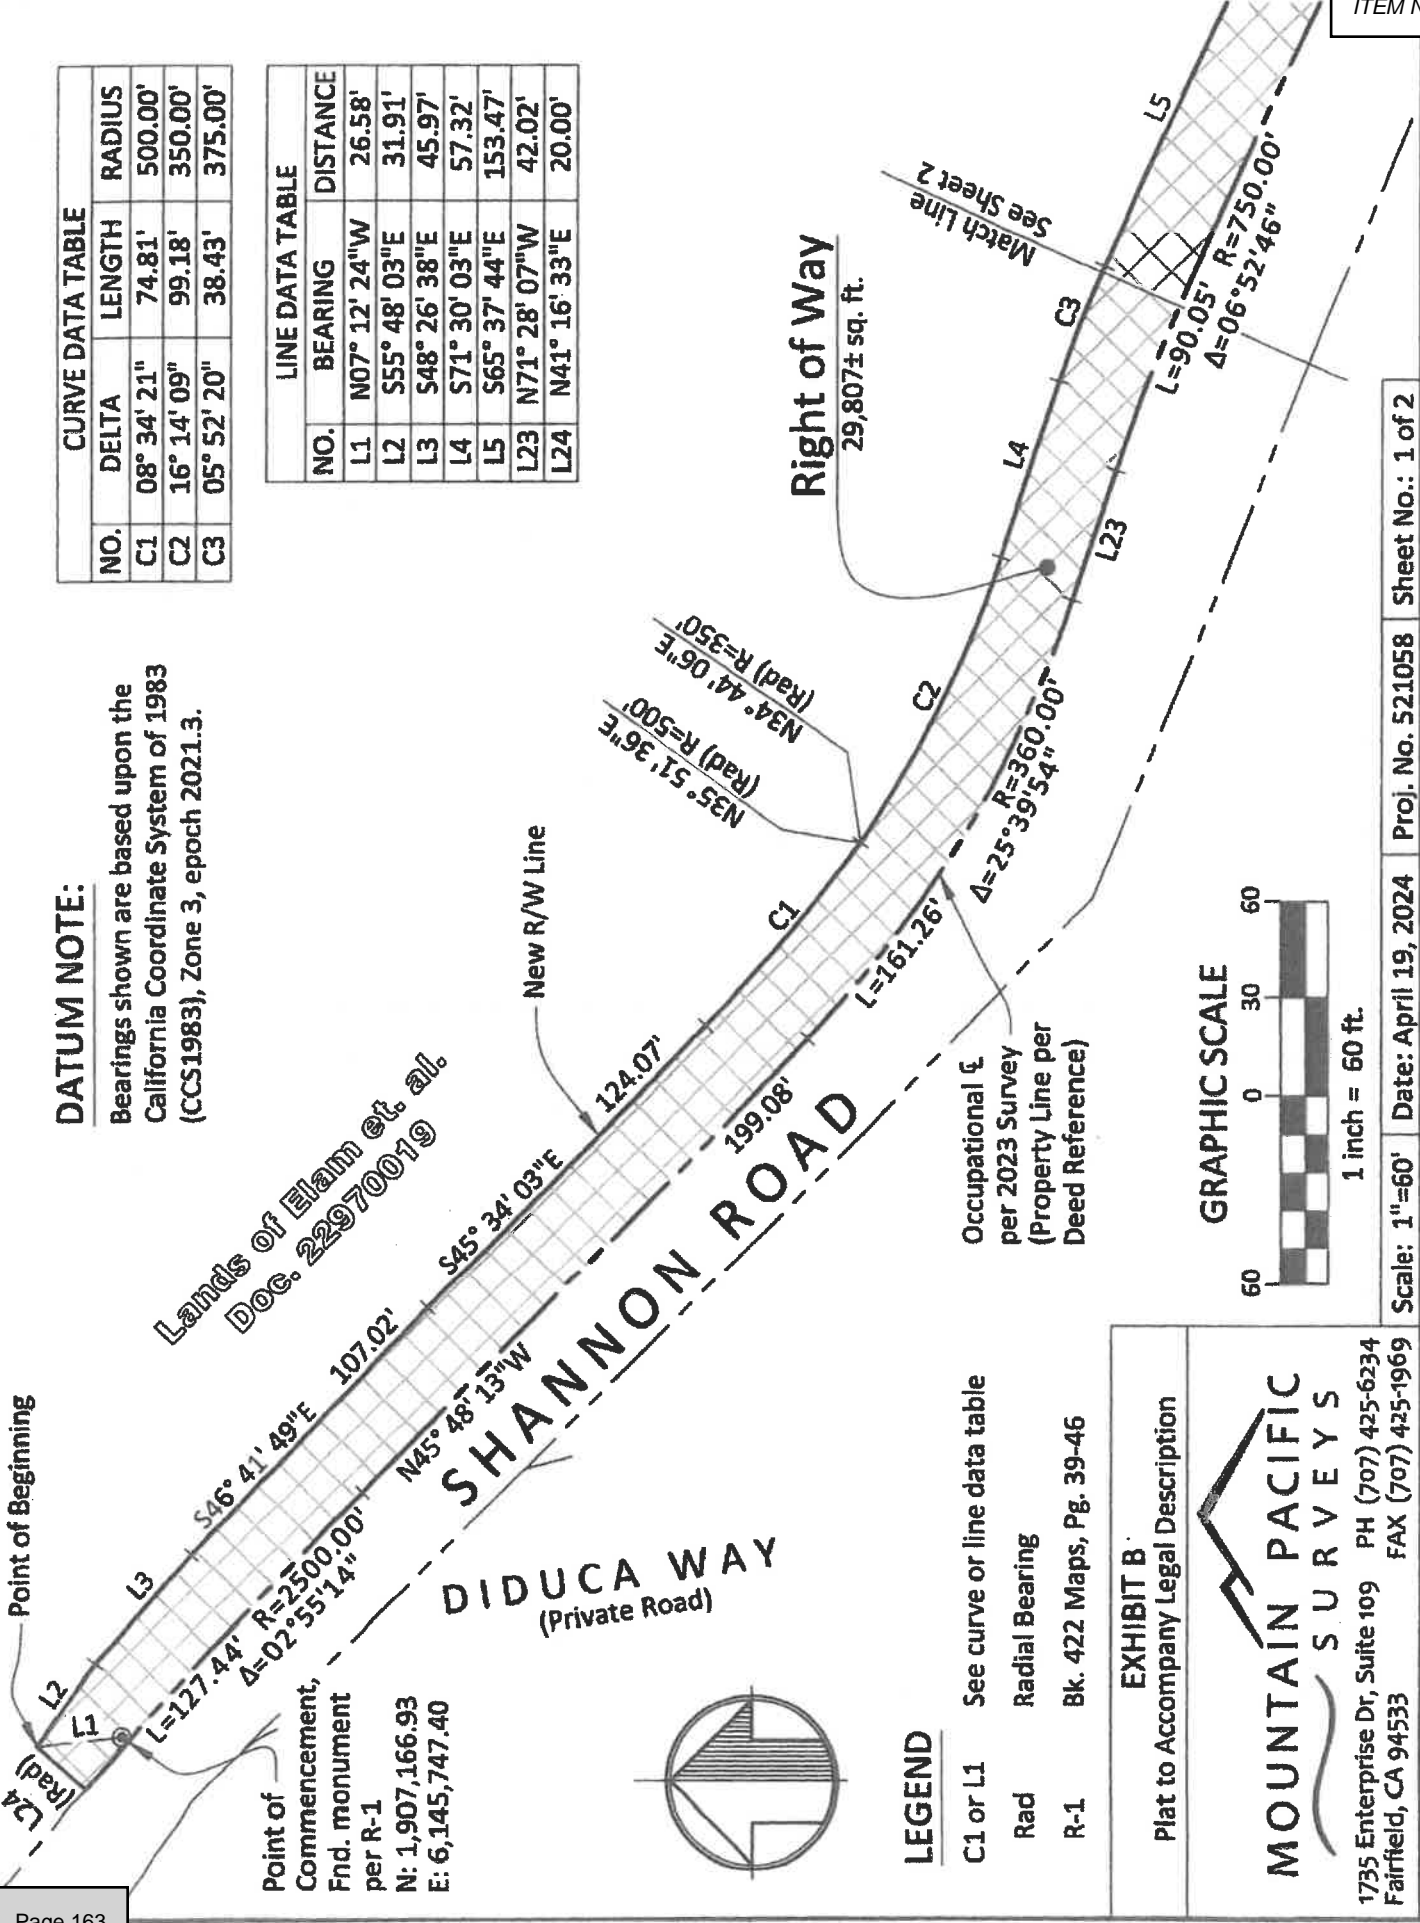 ITEM N
CURVE DATA TABLE
NO. DELTA LENGTH RADIUS
C1 08° 34' 21" 74.81' 500.00'
C2 16° 14' 09" 99.18' 350.00'
C3 05° 52' 20" 38.43' 375.00'
LINE DATA TABLE
NO. BEARING DISTANCE
L1 N07° 12' 24"W 26.58'
L2 S55° 48' 03"E 31.91'
L3 S48° 26' 38"E 45.97'
L4 S71° 30' 03"E 57.32'
L5 S65° 37' 44"E 153.47'
L23 N71° 28' 07"W 42.02'
L24 N41° 16' 33"E 20.00'
DATUM NOTE:
Bearings shown are based upon the
California Coordinate System of 1983
(CCS1983), Zone 3, epoch 2021.3.
Point of Beginning
L24
(Rad)
L1
L2
L3
S46° 41' 49"E
107.02'
Lands of Elam et. al.
Doc. 22970019
S45° 34' 03"E
124.07'
New R/W Line
C1
N35° 51' 36"E
(Rad) R=500'
N34° 44' 06"E
(Rad) R=350'
C2
Right of Way
29,807± sq. ft.
L4
C3
Match Line
See Sheet 2
L5
L=127.44'
R=2500.00'
Δ=02°55'14"
N45° 48' 13"W
199.08'
L=161.26'
R=360.00'
Δ=25°39'54"
L23
L=90.05'
R=750.00'
Δ=06°52'46"
SHANNON ROAD
Point of
Commencement,
Fnd. monument
per R-1
N: 1,907,166.93
E: 6,145,747.40
DIDUCA WAY
(Private Road)
Occupational ℄
per 2023 Survey
(Property Line per
Deed Reference)
LEGEND
C1 or L1 See curve or line data table
Rad Radial Bearing
R-1 Bk. 422 Maps, Pg. 39-46
GRAPHIC SCALE
60 0 30 60
1 inch = 60 ft.
EXHIBIT B
Plat to Accompany Legal Description
MOUNTAIN PACIFIC
SURVEYS
1735 Enterprise Dr, Suite 109 PH (707) 425-6234
Fairfield, CA 94533 FAX (707) 425-1969
Scale: 1"=60' Date: April 19, 2024 Proj. No. 521058 Sheet No.: 1 of 2
Page 163